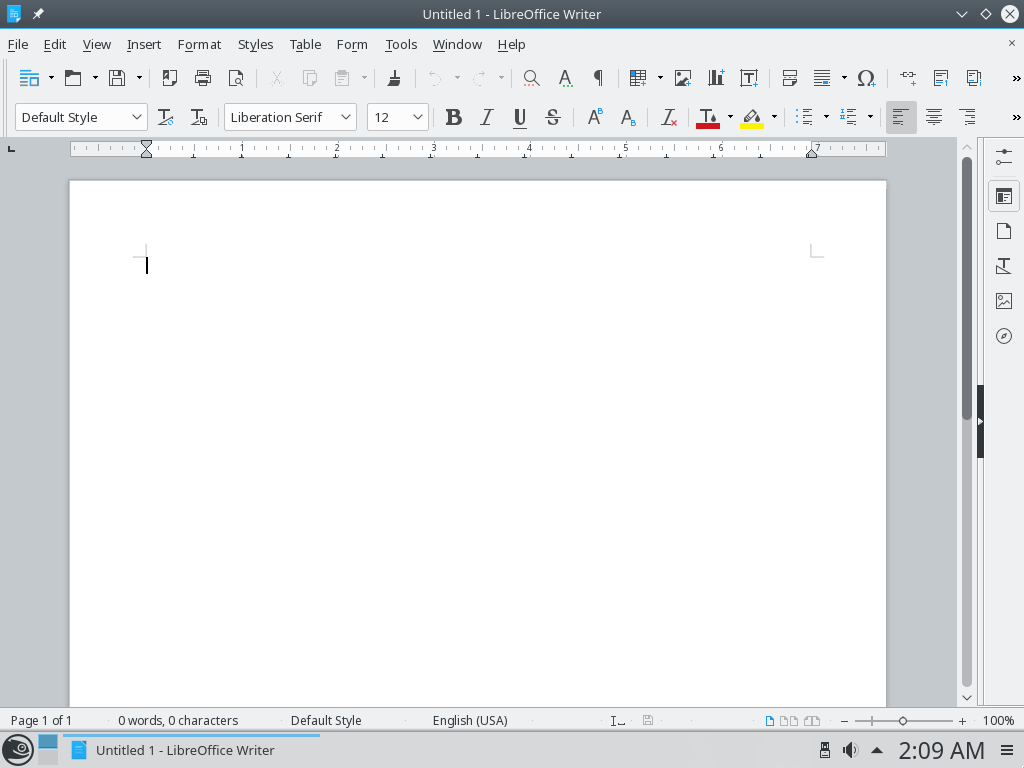 Untitled 1 - LibreOffice Writer
File Edit View Insert Format Styles Table Form Tools Window Help
Default Style Liberation Serif 12
1 2 3 4 5 6 7
Page 1 of 1 0 words, 0 characters Default Style English (USA) 100%
Untitled 1 - LibreOffice Writer 2:09 AM